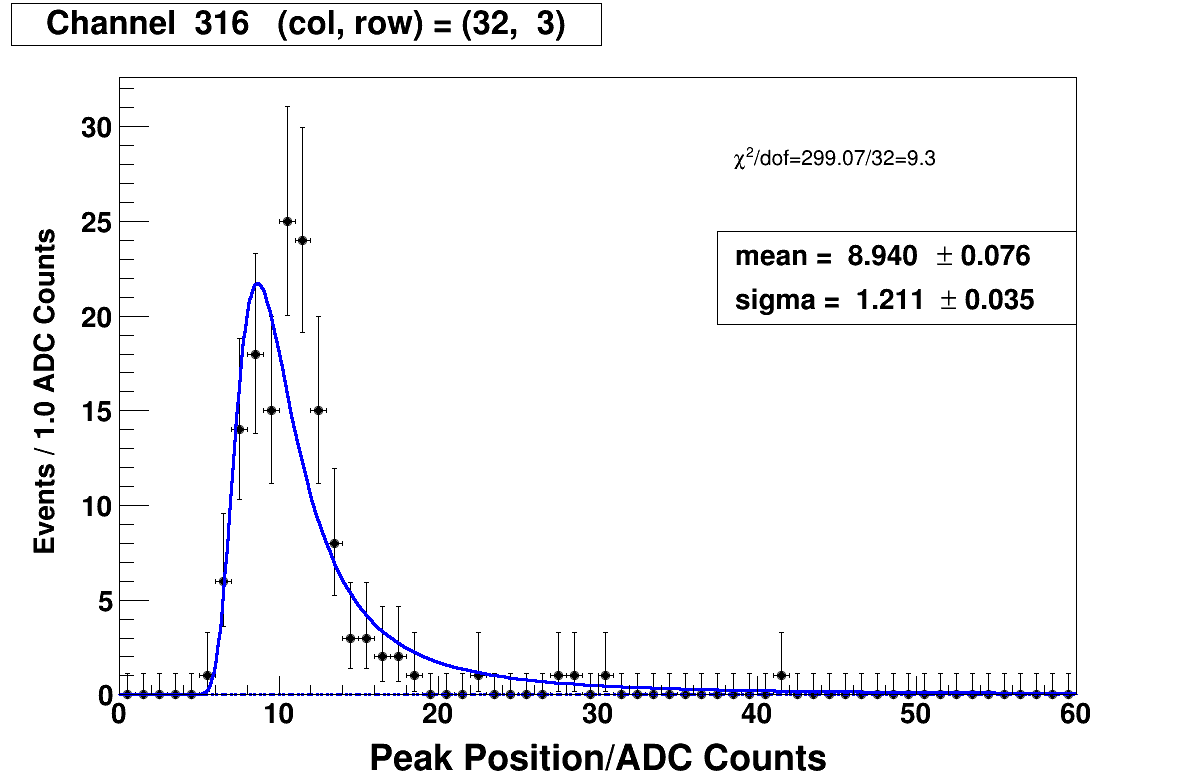 Channel 316 (col, row) = (32, 3)
χ²/dof=299.07/32=9.3
mean = 8.940 ± 0.076
sigma = 1.211 ± 0.035
Events / 1.0 ADC Counts
30
25
20
15
10
5
0
0 10 20 30 40 50 60
Peak Position/ADC Counts